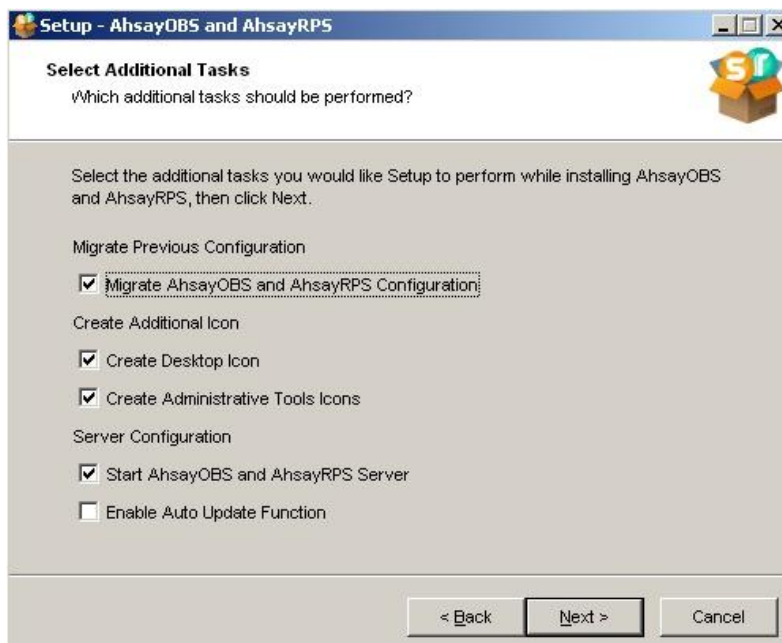 Setup - AhsayOBS and AhsayRPS
Select Additional Tasks
Which additional tasks should be performed?
Select the additional tasks you would like Setup to perform while installing AhsayOBS
and AhsayRPS, then click Next.
Migrate Previous Configuration
Migrate AhsayOBS and AhsayRPS Configuration
Create Additional Icon
Create Desktop Icon
Create Administrative Tools Icons
Server Configuration
Start AhsayOBS and AhsayRPS Server
Enable Auto Update Function
< Back Next > Cancel